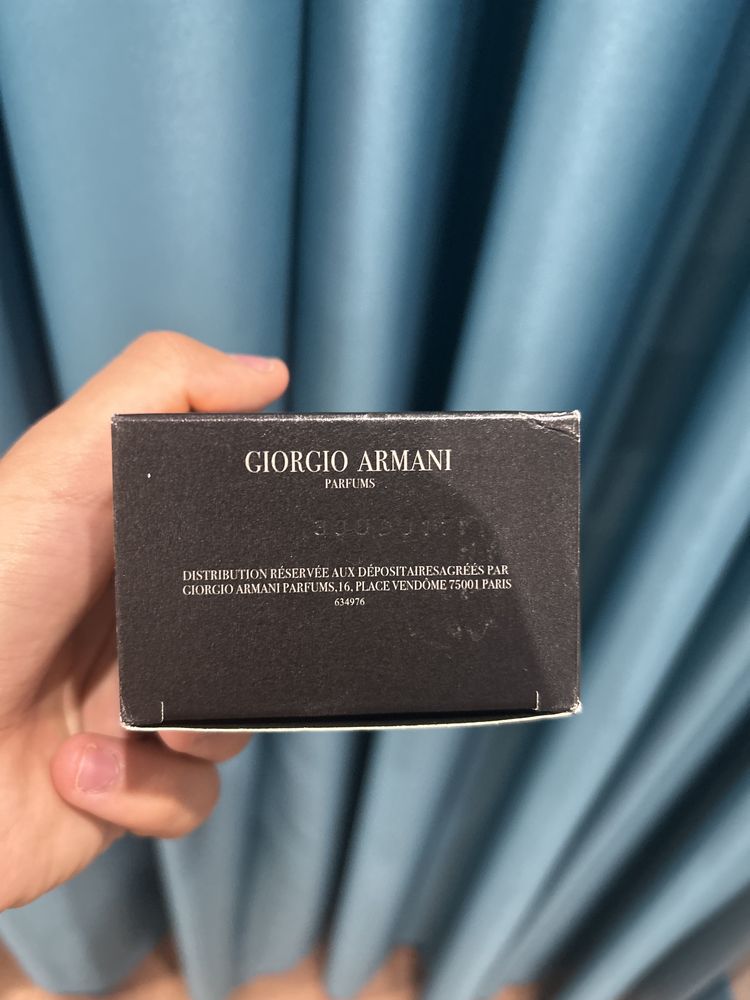 GIORGIO ARMANI
PARFUMS
DISTRIBUTION RÉSERVÉE AUX DÉPOSITAIRESAGRÉÉS PAR
GIORGIO ARMANI PARFUMS,16, PLACE VENDÔME 75001 PARIS
634976